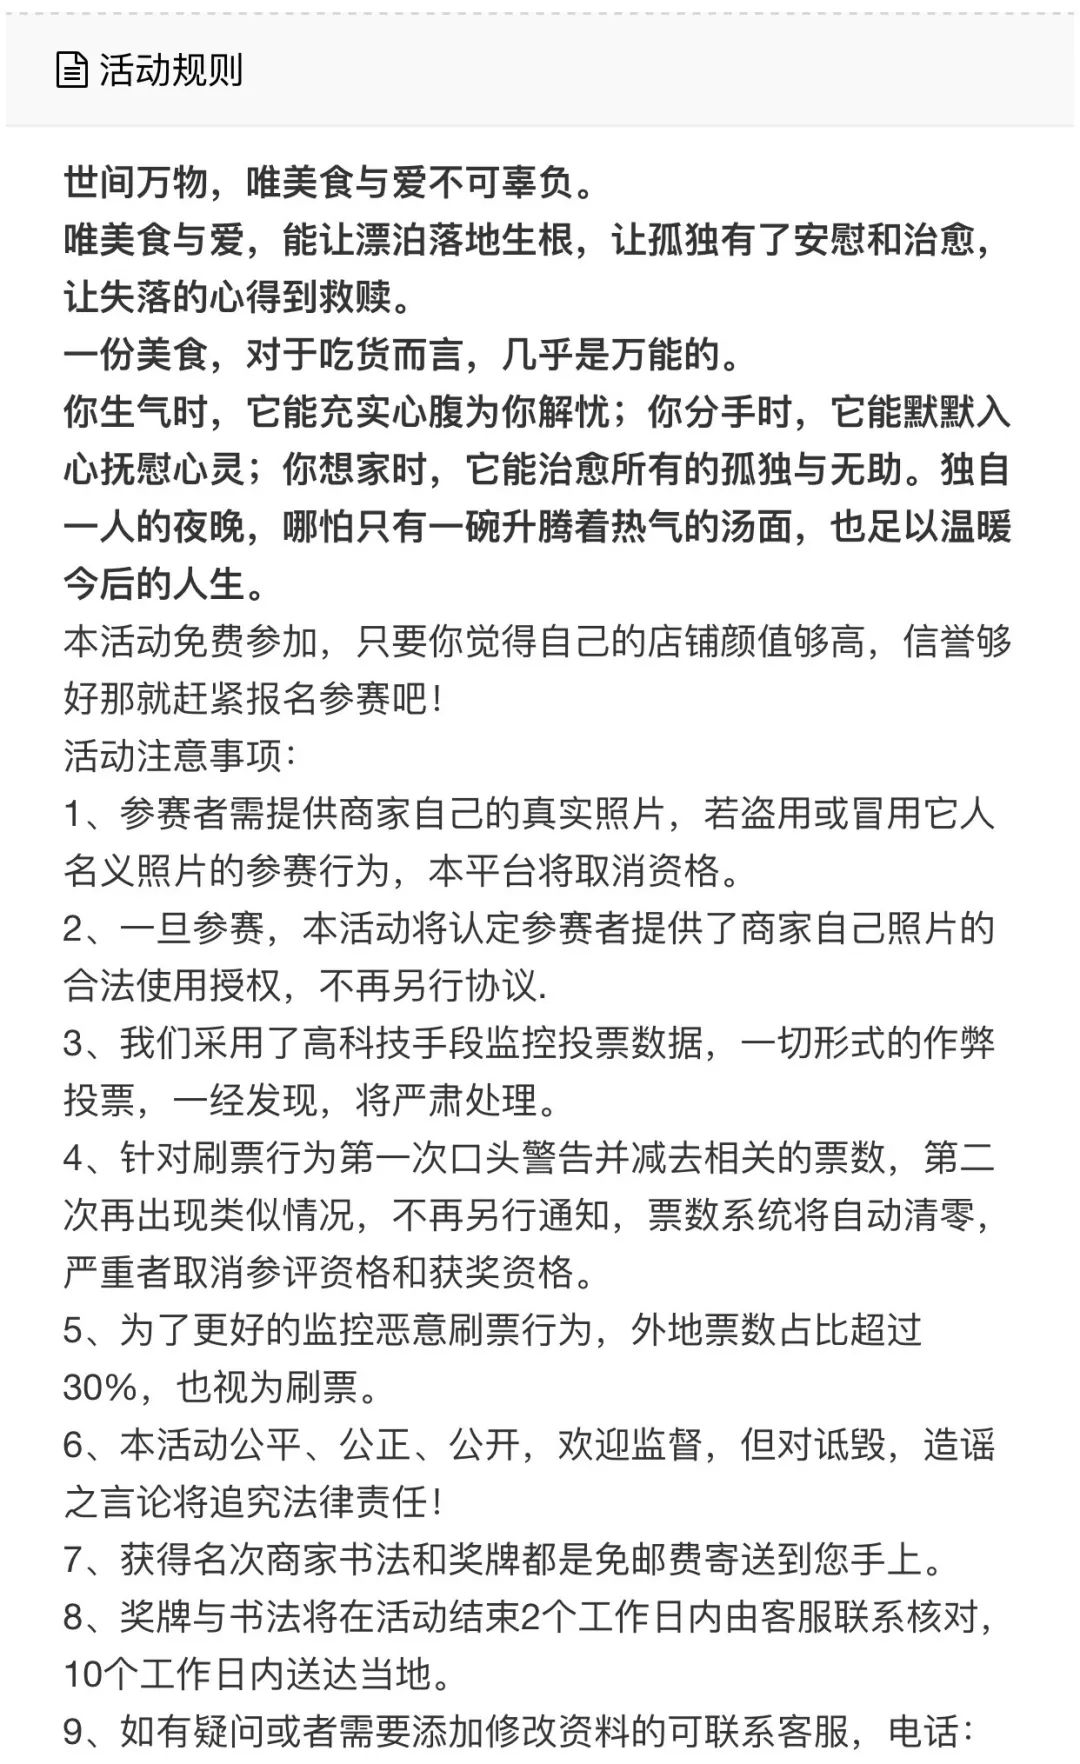 活动规则
世间万物，唯美食与爱不可辜负。
唯美食与爱，能让漂泊落地生根，让孤独有了安慰和治愈，
让失落的心得到救赎。
一份美食，对于吃货而言，几乎是万能的。
你生气时，它能充实心腹为你解忧；你分手时，它能默默入
心抚慰心灵；你想家时，它能治愈所有的孤独与无助。独自
一人的夜晚，哪怕只有一碗升腾着热气的汤面，也足以温暖
今后的人生。
本活动免费参加，只要你觉得自己的店铺颜值够高，信誉够
好那就赶紧报名参赛吧！
活动注意事项：
1、参赛者需提供商家自己的真实照片，若盗用或冒用它人
名义照片的参赛行为，本平台将取消资格。
2、一旦参赛，本活动将认定参赛者提供了商家自己照片的
合法使用授权，不再另行协议.
3、我们采用了高科技手段监控投票数据，一切形式的作弊
投票，一经发现，将严肃处理。
4、针对刷票行为第一次口头警告并减去相关的票数，第二
次再出现类似情况，不再另行通知，票数系统将自动清零，
严重者取消参评资格和获奖资格。
5、为了更好的监控恶意刷票行为，外地票数占比超过
30%，也视为刷票。
6、本活动公平、公正、公开，欢迎监督，但对诋毁，造谣
之言论将追究法律责任！
7、获得名次商家书法和奖牌都是免邮费寄送到您手上。
8、奖牌与书法将在活动结束2个工作日内由客服联系核对，
10个工作日内送达当地。
9、如有疑问或者需要添加修改资料的可联系客服，电话：